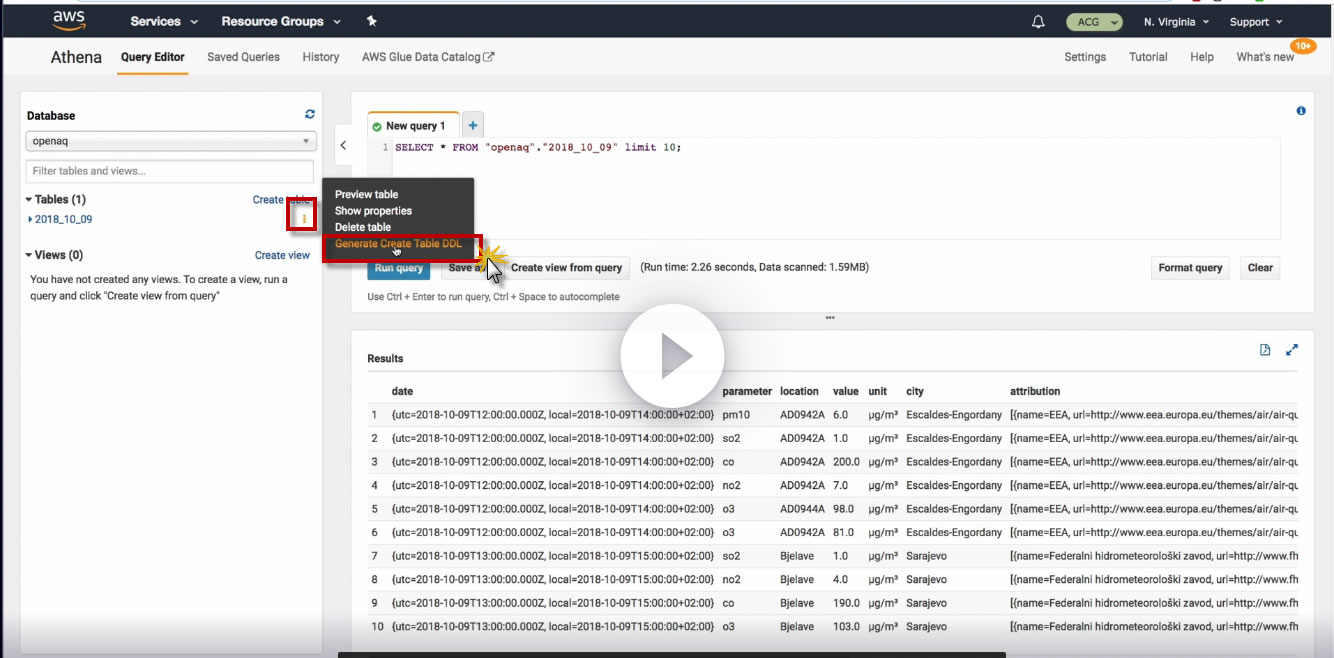 aws Services Resource Groups ACG N. Virginia Support
Athena Query Editor Saved Queries History AWS Glue Data Catalog Settings Tutorial Help What's new 10+
Database
openaq
Filter tables and views...
Tables (1) Create
2018_10_09
Views (0) Create view
You have not created any views. To create a view, run a
query and click "Create view from query"
New query 1 +
1 SELECT * FROM "openaq"."2018_10_09" limit 10;
Preview table
Show properties
Delete table
Generate Create Table DDL
Run query Save Create view from query (Run time: 2.26 seconds, Data scanned: 1.59MB) Format query Clear
Use Ctrl + Enter to run query, Ctrl + Space to autocomplete
Results
date parameter location value unit city attribution
1 {utc=2018-10-09T12:00:00.000Z, local=2018-10-09T14:00:00+02:00} pm10 AD0942A 6.0 µg/m³ Escaldes-Engordany [{name=EEA, url=http://www.eea.europa.eu/themes/air/air-qu
2 {utc=2018-10-09T12:00:00.000Z, local=2018-10-09T14:00:00+02:00} so2 AD0942A 1.0 µg/m³ Escaldes-Engordany [{name=EEA, url=http://www.eea.europa.eu/themes/air/air-qu
3 {utc=2018-10-09T12:00:00.000Z, local=2018-10-09T14:00:00+02:00} co AD0942A 200.0 µg/m³ Escaldes-Engordany [{name=EEA, url=http://www.eea.europa.eu/themes/air/air-qu
4 {utc=2018-10-09T12:00:00.000Z, local=2018-10-09T14:00:00+02:00} no2 AD0942A 7.0 µg/m³ Escaldes-Engordany [{name=EEA, url=http://www.eea.europa.eu/themes/air/air-qu
5 {utc=2018-10-09T12:00:00.000Z, local=2018-10-09T14:00:00+02:00} o3 AD0944A 98.0 µg/m³ Escaldes-Engordany [{name=EEA, url=http://www.eea.europa.eu/themes/air/air-qu
6 {utc=2018-10-09T12:00:00.000Z, local=2018-10-09T14:00:00+02:00} o3 AD0942A 81.0 µg/m³ Escaldes-Engordany [{name=EEA, url=http://www.eea.europa.eu/themes/air/air-qu
7 {utc=2018-10-09T13:00:00.000Z, local=2018-10-09T15:00:00+02:00} so2 Bjelave 1.0 µg/m³ Sarajevo [{name=Federalni hidrometeorološki zavod, url=http://www.fh
8 {utc=2018-10-09T13:00:00.000Z, local=2018-10-09T15:00:00+02:00} no2 Bjelave 4.0 µg/m³ Sarajevo [{name=Federalni hidrometeorološki zavod, url=http://www.fh
9 {utc=2018-10-09T13:00:00.000Z, local=2018-10-09T15:00:00+02:00} co Bjelave 190.0 µg/m³ Sarajevo [{name=Federalni hidrometeorološki zavod, url=http://www.fh
10 {utc=2018-10-09T13:00:00.000Z, local=2018-10-09T15:00:00+02:00} o3 Bjelave 103.0 µg/m³ Sarajevo [{name=Federalni hidrometeorološki zavod, url=http://www.fh